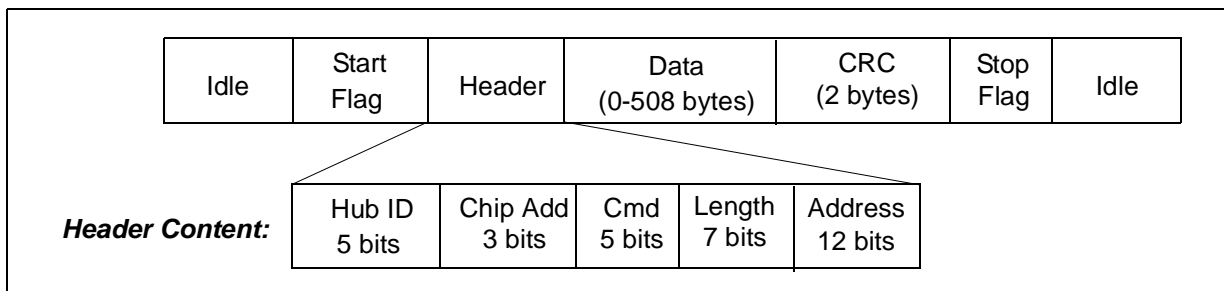 Idle
Start
Flag
Header
Data
(0-508 bytes)
CRC
(2 bytes)
Stop
Flag
Idle
Header Content:
Hub ID
5 bits
Chip Add
3 bits
Cmd
5 bits
Length
7 bits
Address
12 bits